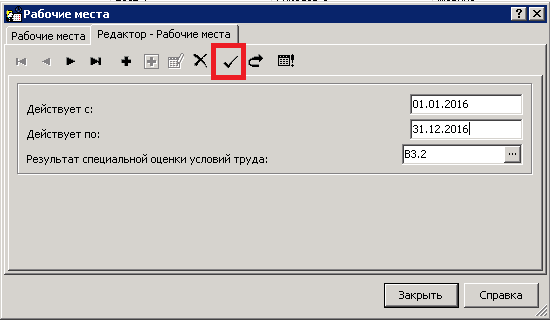 Рабочие места
Рабочие места Редактор - Рабочие места
Действует с: 01.01.2016
Действует по: 31.12.2016
Результат специальной оценки условий труда: В3.2 ...
Закрыть Справка